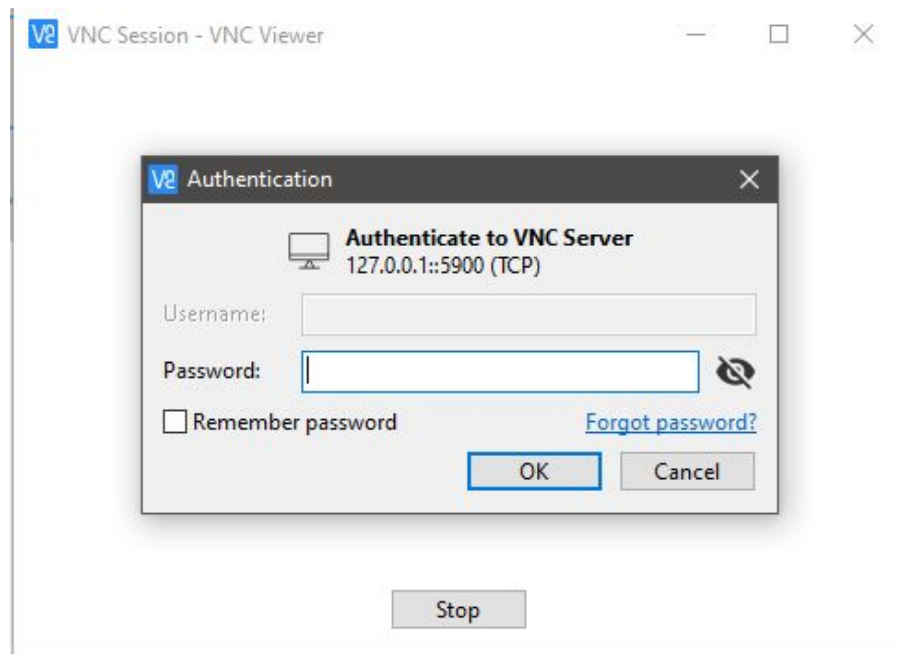 VNC Session - VNC Viewer
Authentication
Authenticate to VNC Server
127.0.0.1::5900 (TCP)
Username:
Password:
Remember password
Forgot password?
OK
Cancel
Stop